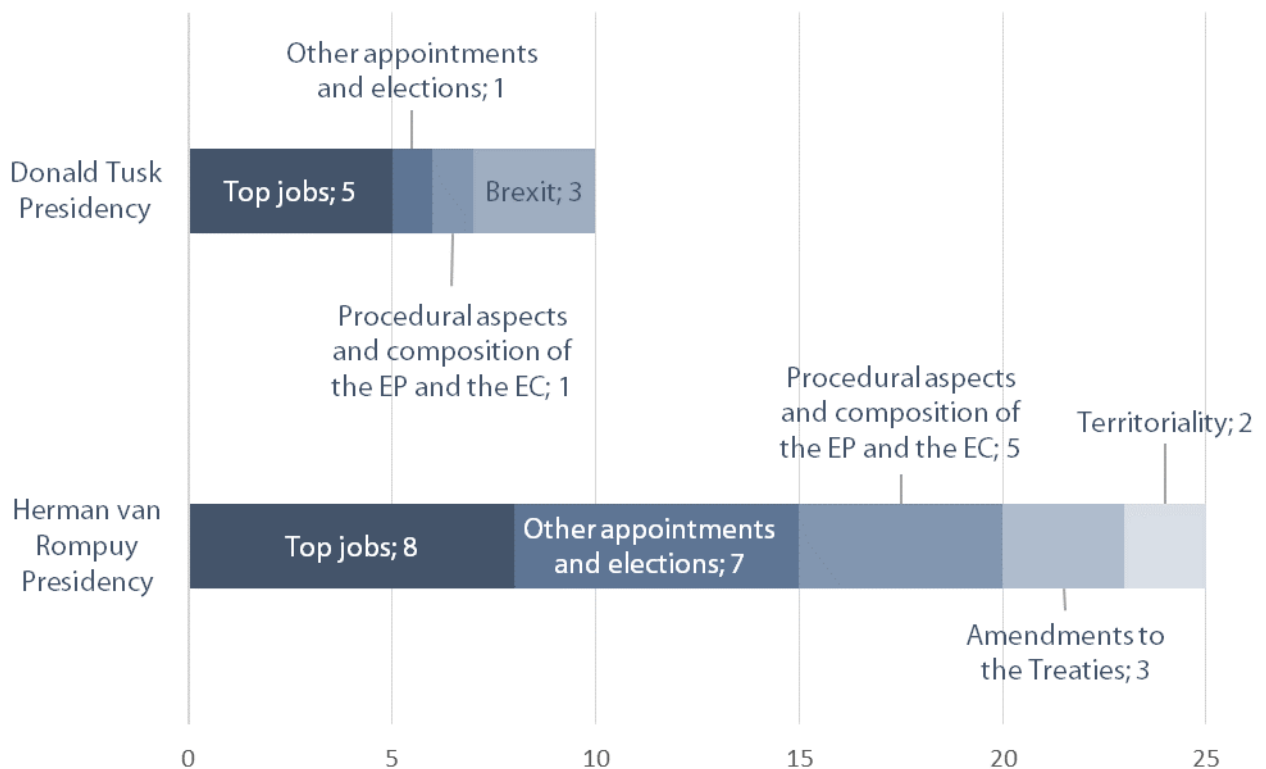 Other appointments
and elections; 1
Donald Tusk
Presidency
Top jobs; 5
Brexit; 3
Procedural aspects
and composition of
the EP and the EC; 1
Procedural aspects
and composition of
the EP and the EC; 5
Territoriality; 2
Herman van
Rompuy
Presidency
Top jobs; 8
Other appointments
and elections; 7
Amendments to
the Treaties; 3
0 5 10 15 20 25